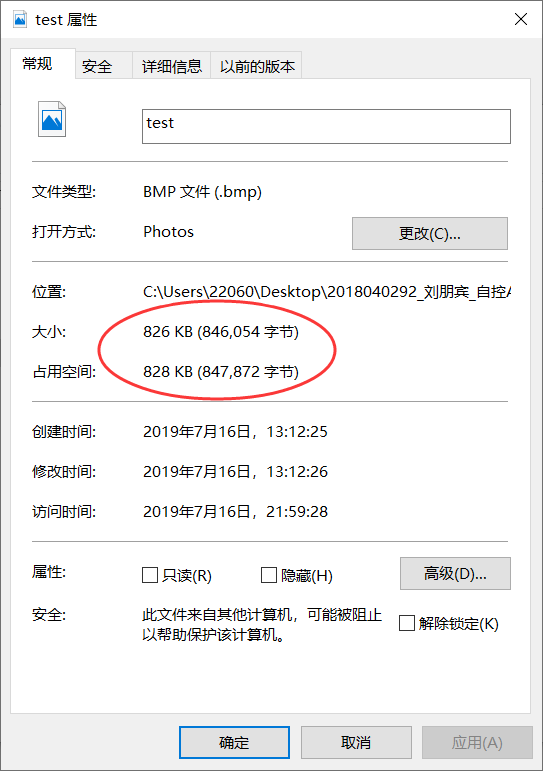 test 属性
常规 安全 详细信息 以前的版本
test
文件类型: BMP 文件 (.bmp)
打开方式: Photos 更改(C)...
位置: C:\Users\22060\Desktop\2018040292_刘朋宾_自控A
大小: 826 KB (846,054 字节)
占用空间: 828 KB (847,872 字节)
创建时间: 2019年7月16日，13:12:25
修改时间: 2019年7月16日，13:12:26
访问时间: 2019年7月16日，21:59:28
属性: 只读(R) 隐藏(H) 高级(D)...
安全: 此文件来自其他计算机，可能被阻止
以帮助保护该计算机。 解除锁定(K)
确定 取消 应用(A)